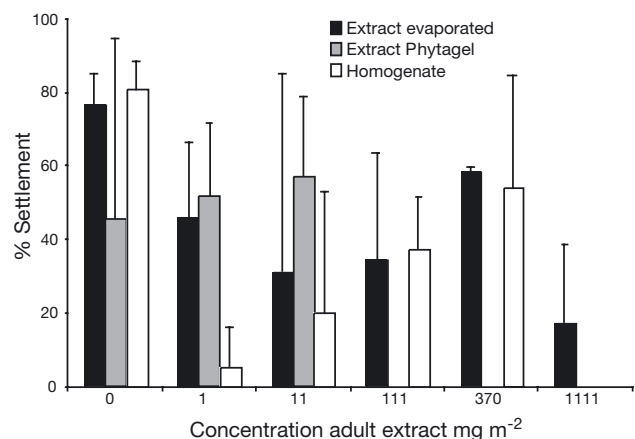 100
80
60
40
20
0
% Settlement
Extract evaporated
Extract Phytagel
Homogenate
0 1 11 111 370 1111
Concentration adult extract mg m-2